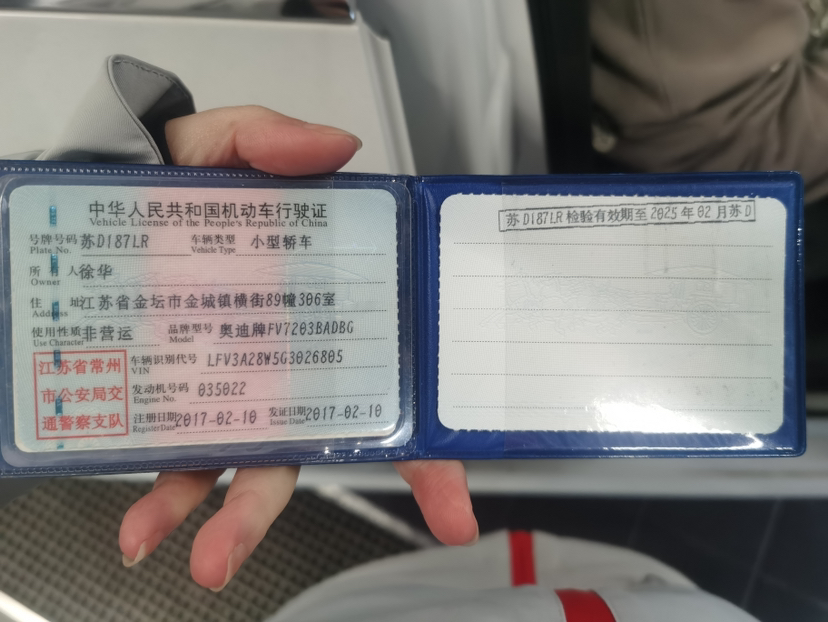 中华人民共和国机动车行驶证
Vehicle License of the People's Republic of China
号牌号码 苏D187LR 车辆类型 小型轿车
Plate No. Vehicle Type
所有人 徐华
Owner
住址 江苏省金坛市金城镇横街89幢306室
Address
使用性质 非营运 品牌型号 奥迪牌FV7203BADBG
Use Character Model
江苏省常州
市公安局交
通警察支队
车辆识别代号 LFV3A28W5G3026805
VIN
发动机号码 035022
Engine No.
注册日期 2017-02-10 发证日期 2017-02-10
Register Date Issue Date
苏D187LR 检验有效期至 2025年02月苏D